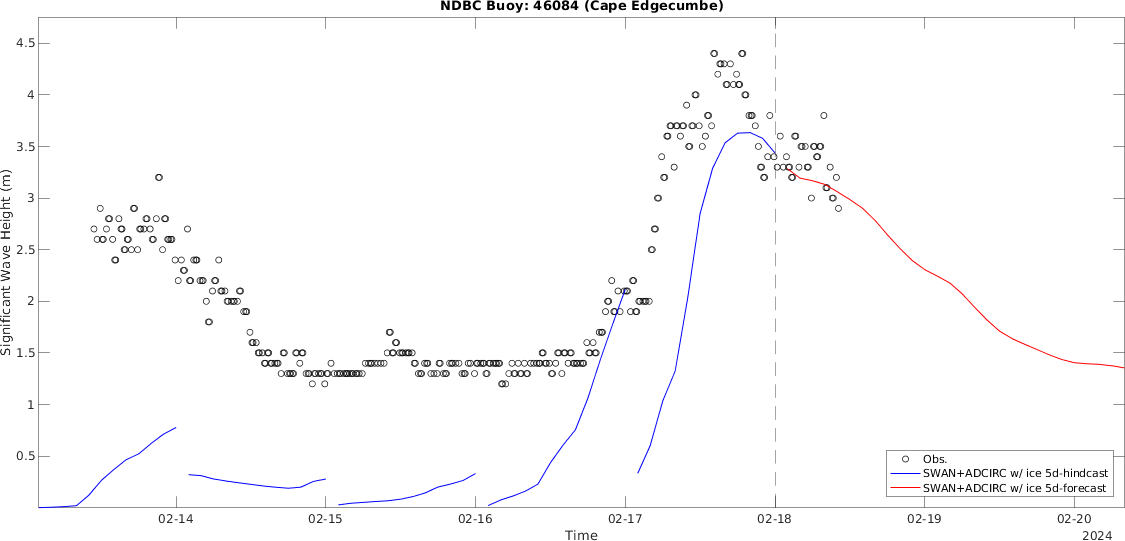 NDBC Buoy: 46084 (Cape Edgecumbe)
Significant Wave Height (m)
4.5
4
3.5
3
2.5
2
1.5
1
0.5
Obs.
SWAN+ADCIRC w/ ice 5d-hindcast
SWAN+ADCIRC w/ ice 5d-forecast
02-14
02-15
02-16
02-17
02-18
02-19
02-20
Time
2024